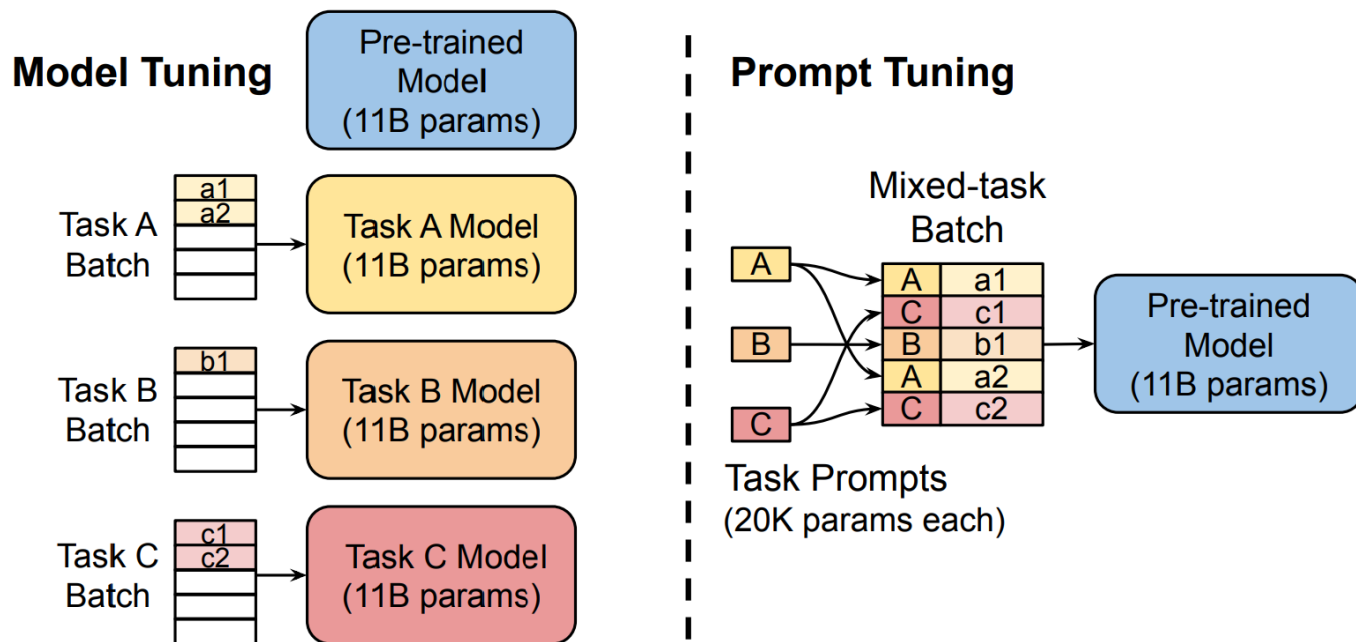 Model Tuning
Pre-trained
Model
(11B params)
Task A
Batch
a1
a2
Task A Model
(11B params)
Task B
Batch
b1
Task B Model
(11B params)
Task C
Batch
c1
c2
Task C Model
(11B params)
Prompt Tuning
Mixed-task
Batch
A
B
C
A a1
C c1
B b1
A a2
C c2
Task Prompts
(20K params each)
Pre-trained
Model
(11B params)